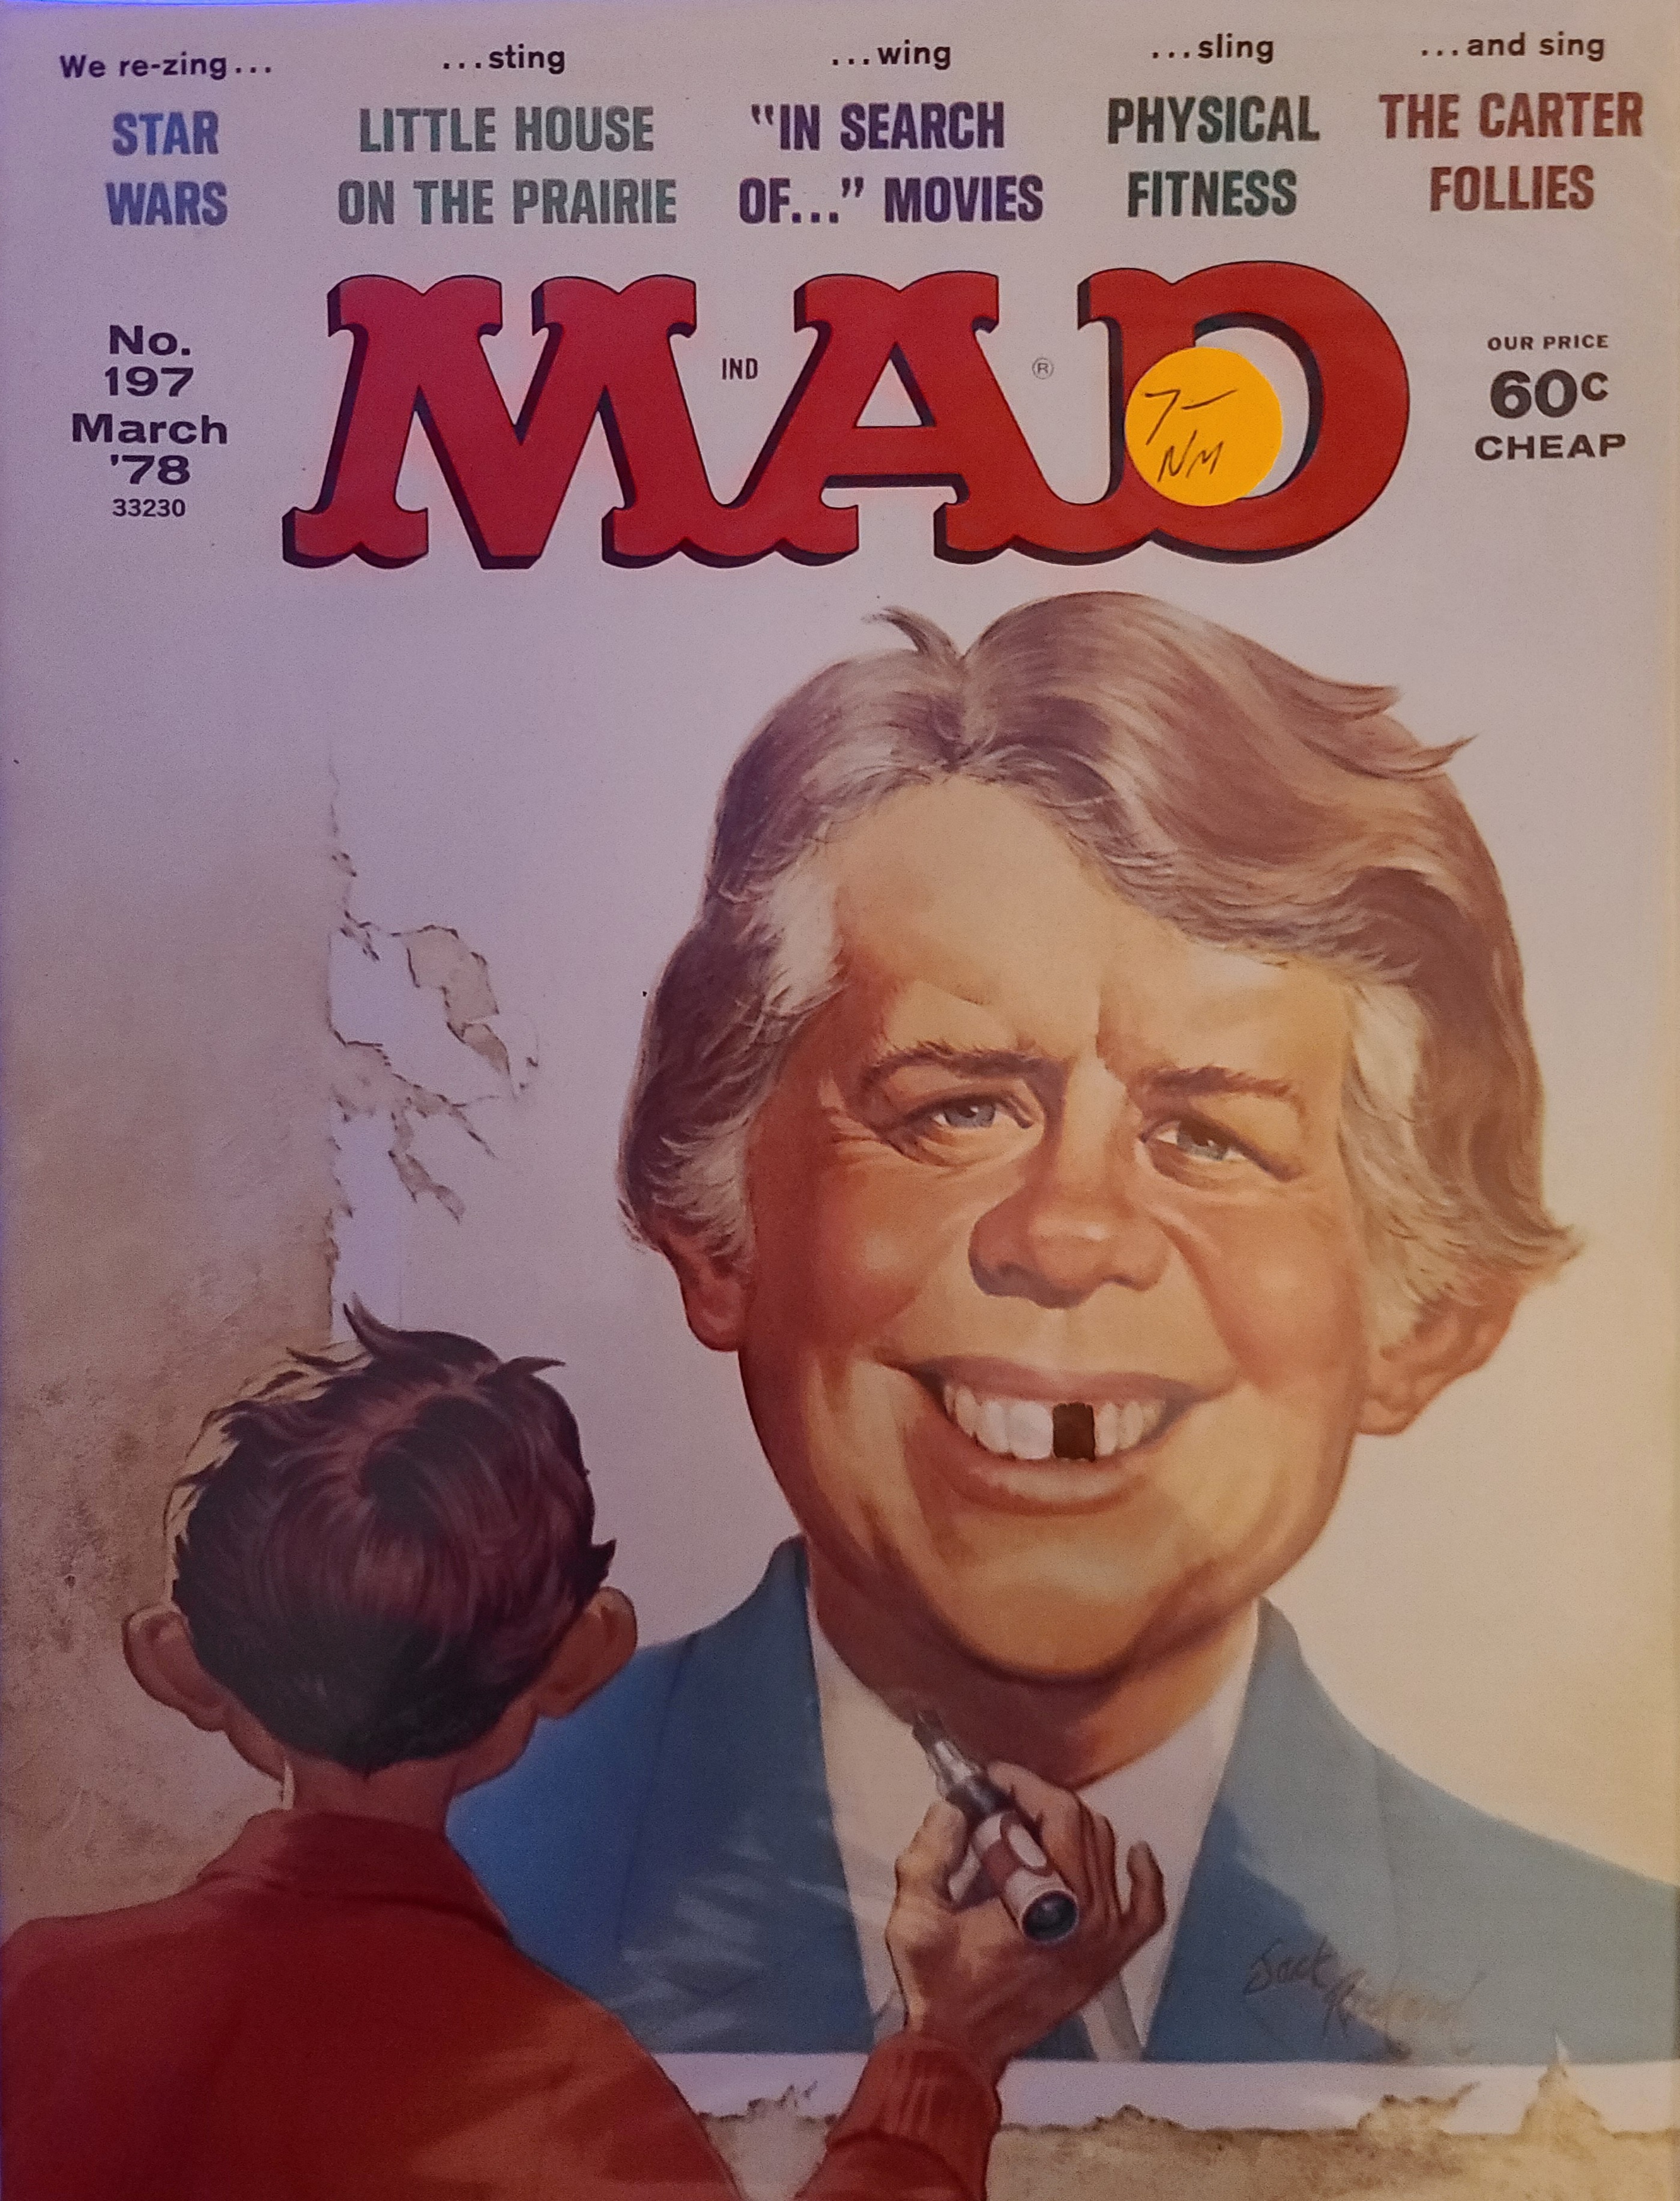 We re-zing...
STAR
WARS
...sting
LITTLE HOUSE
ON THE PRAIRIE
...wing
"IN SEARCH
OF..." MOVIES
...sling
PHYSICAL
FITNESS
...and sing
THE CARTER
FOLLIES
No.
197
March
'78
33230
MAD
IND
®
7-
NM
OUR PRICE
60c
CHEAP
Jack Rickard